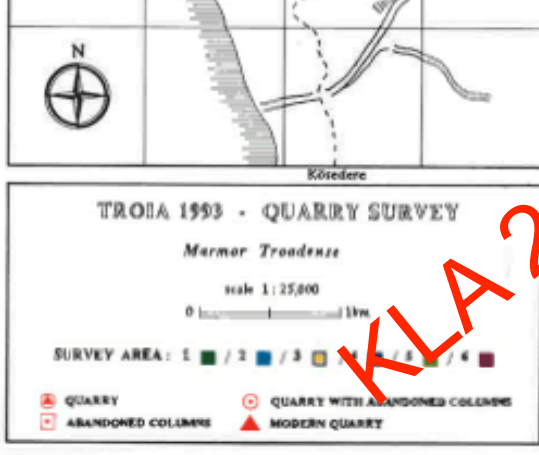 N
Kösedere
TROIA 1993 - QUARRY SURVEY
Marmor Troadense
scale 1:25,000
0 1km
SURVEY AREA: 1 / 2 / 3 / 4 / 5 / 6
QUARRY
QUARRY WITH ABANDONED COLUMNS
ABANDONED COLUMNS
MODERN QUARRY
KLA 2